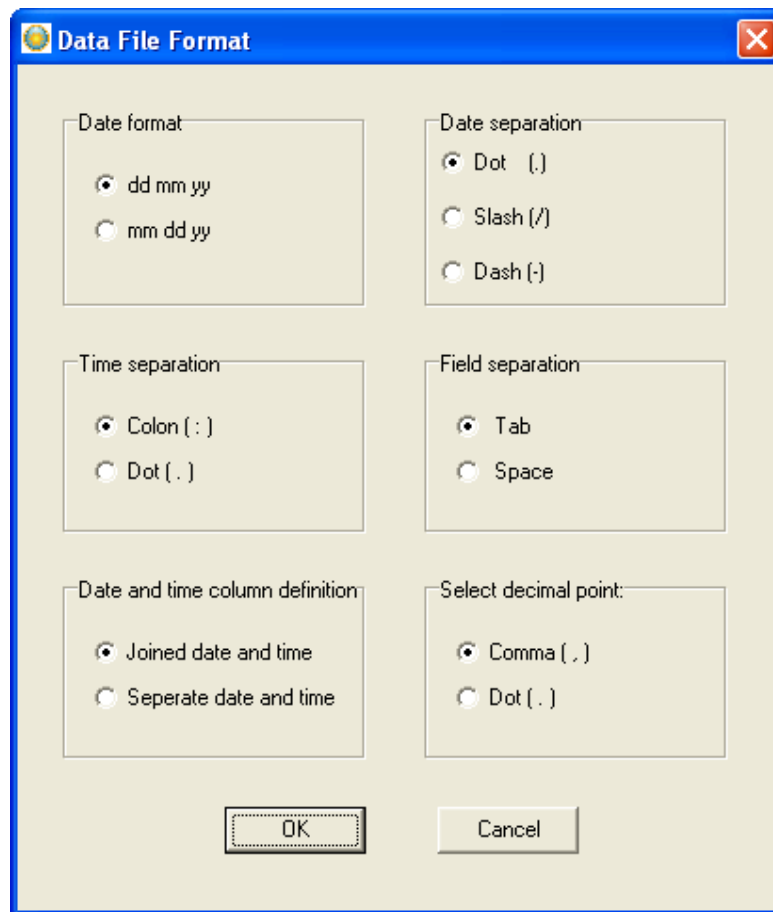 Data File Format
Date format
dd mm yy
mm dd yy
Date separation
Dot (.)
Slash (/)
Dash (-)
Time separation
Colon ( : )
Dot ( . )
Field separation
Tab
Space
Date and time column definition
Joined date and time
Seperate date and time
Select decimal point:
Comma ( , )
Dot ( . )
OK
Cancel